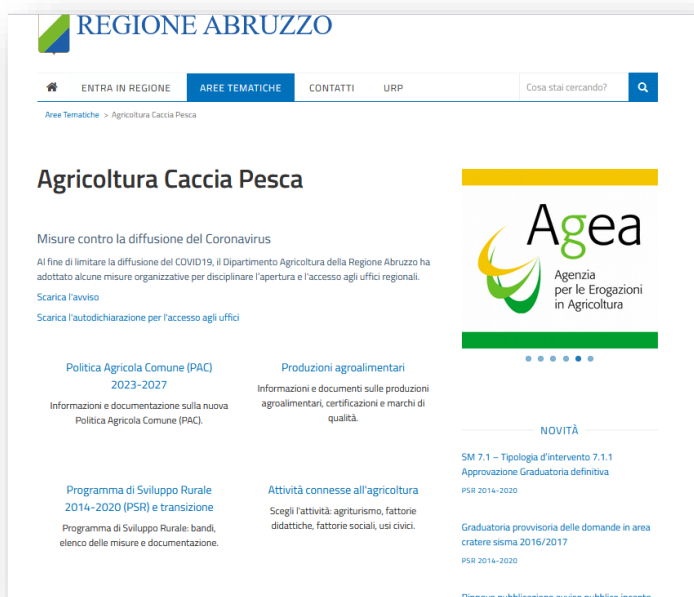 REGIONE ABRUZZO
ENTRA IN REGIONE
AREE TEMATICHE
CONTATTI
URP
Cosa stai cercando?
Aree Tematiche > Agricoltura Caccia Pesca
Agricoltura Caccia Pesca
Misure contro la diffusione del Coronavirus
Al fine di limitare la diffusione del COVID19, il Dipartimento Agricoltura della Regione Abruzzo ha
adottato alcune misure organizzative per disciplinare l'apertura e l'accesso agli uffici regionali.
Scarica l'avviso
Scarica l'autodichiarazione per l'accesso agli uffici
Politica Agricola Comune (PAC)
2023-2027
Informazioni e documentazione sulla nuova
Politica Agricola Comune (PAC).
Produzioni agroalimentari
Informazioni e documenti sulle produzioni
agroalimentari, certificazioni e marchi di
qualità.
Programma di Sviluppo Rurale
2014-2020 (PSR) e transizione
Programma di Sviluppo Rurale: bandi,
elenco delle misure e documentazione.
Attività connesse all'agricoltura
Scegli l'attività: agriturismo, fattorie
didattiche, fattorie sociali, usi civici.
Agea
Agenzia
per le Erogazioni
in Agricoltura
NOVITÀ
SM 7.1 – Tipologia d'intervento 7.1.1
Approvazione Graduatoria definitiva
PSR 2014-2020
Graduatoria provvisoria delle domande in area
cratere sisma 2016/2017
PSR 2014-2020